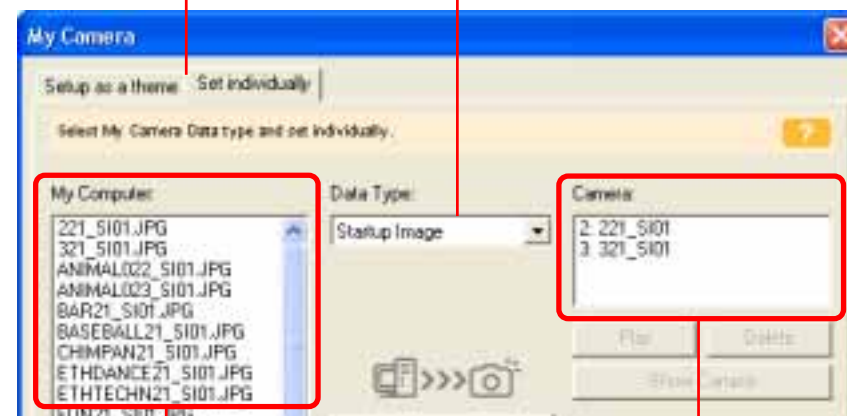 My Camera
Setup as a theme Set individually
Select My Camera Data type and set individually.
?
My Computer:
221_SI01.JPG
321_SI01.JPG
ANIMAL022_SI01.JPG
ANIMAL023_SI01.JPG
BAR21_SI01.JPG
BASEBALL21_SI01.JPG
CHIMPAN21_SI01.JPG
ETHDANCE21_SI01.JPG
ETHTECHN21_SI01.JPG
Data Type:
Startup Image
>>>
Camera:
2: 221_SI01
3: 321_SI01
Play Delete